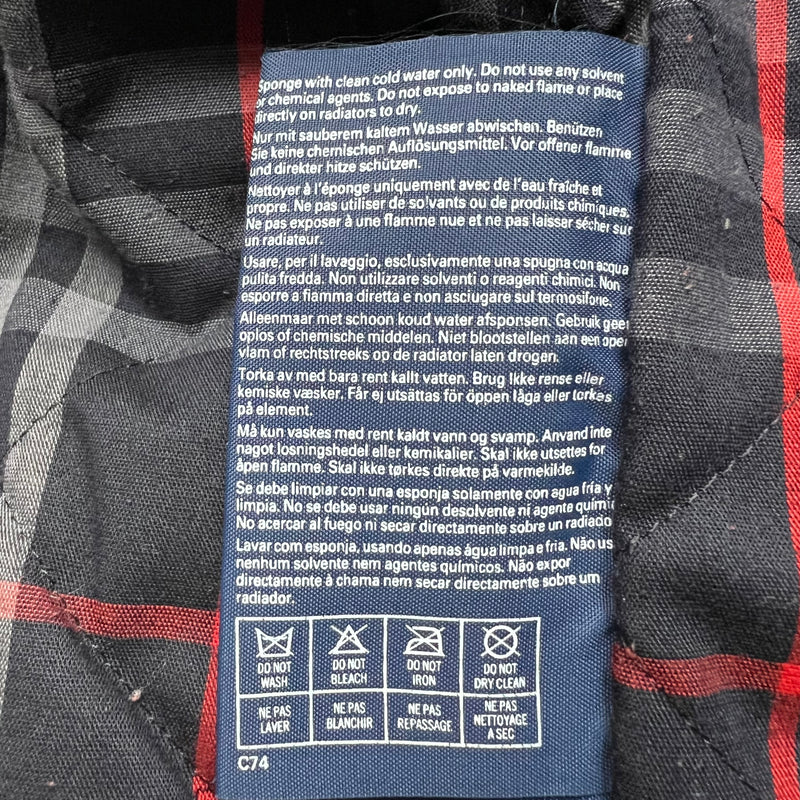 Sponge with clean cold water only. Do not use any solvent
or chemical agents. Do not expose to naked flame or place
directly on radiators to dry.
Nur mit sauberem kaltem Wasser abwischen. Benützen
Sie keine chemischen Auflösungsmittel. Vor offener flamme
und direkter hitze schützen.
Nettoyer à l'éponge uniquement avec de l'eau fraîche et
propre. Ne pas utiliser de solvants ou de produits chimiques.
Ne pas exposer à une flamme nue et ne pas laisser sécher sur
un radiateur.
Usare, per il lavaggio, esclusivamente una spugna con acqua
pulita fredda. Non utilizzare solventi o reagenti chimici. Non
esporre a fiamma diretta e non asciugare sul termosifone.
Alleenmaar met schoon koud water afsponsen. Gebruik geen
oplos of chemische middelen. Niet blootstellen aan een open
vlam of rechtstreeks op de radiator laten drogen.
Torka av med bara rent kallt vatten. Brug Ikke rense eller
kemiske væsker. Får ej utsättas för öppen låga eller torkas
på element.
Må kun vaskes med rent kaldt vann og svamp. Anvand inte
nagot losningshedel eller kemikalier. Skal ikke utsettes for
åpen flamme. Skal ikke tørkes direkte på varmekilde.
Se debe limpiar con una esponja solamente con agua fria y
limpia. No se debe usar ningún desolvente ni agente quimic
No acercar al fuego ni secar directamente sobre un radiado
Lavar com esponja, usando apenas água limpa e fria. Não us
nenhum solvente nem agentes químicos. Não expor
directamente à chama nem secar directamente sobre um
radiador.
DO NOT WASH
DO NOT BLEACH
DO NOT IRON
DO NOT DRY CLEAN
NE PAS LAVER
NE PAS BLANCHIR
NE PAS REPASSAGE
NE PAS NETTOYAGE A SEC
C74